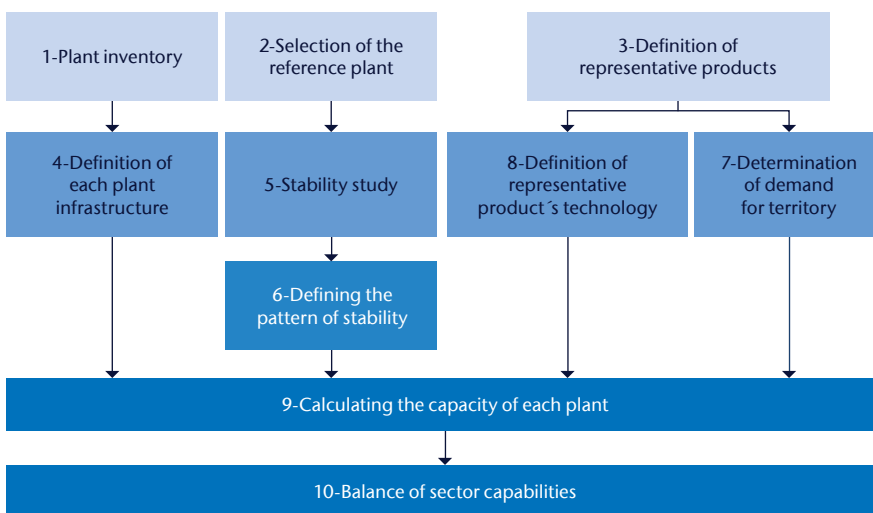 1-Plant inventory
2-Selection of the
reference plant
3-Definition of
representative products
4-Definition of
each plant
infrastructure
5-Stability study
8-Definition of
representative
product´s technology
7-Determination
of demand
for territory
6-Defining the
pattern of stability
9-Calculating the capacity of each plant
10-Balance of sector capabilities